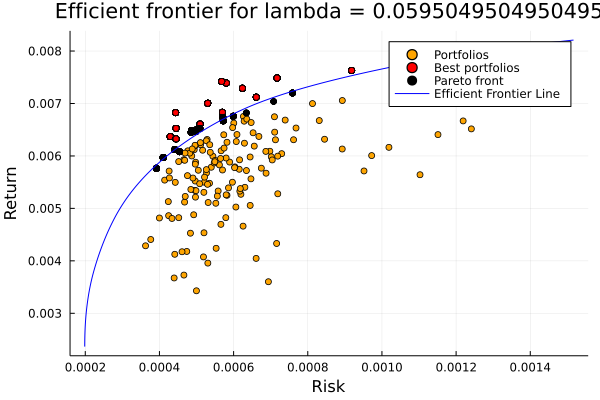 Efficient frontier for lambda = 0.0595049504950495
0.008
0.007
0.006
0.005
0.004
0.003
Return
Portfolios
Best portfolios
Pareto front
Efficient Frontier Line
0.0002
0.0004
0.0006
0.0008
0.0010
0.0012
0.0014
Risk